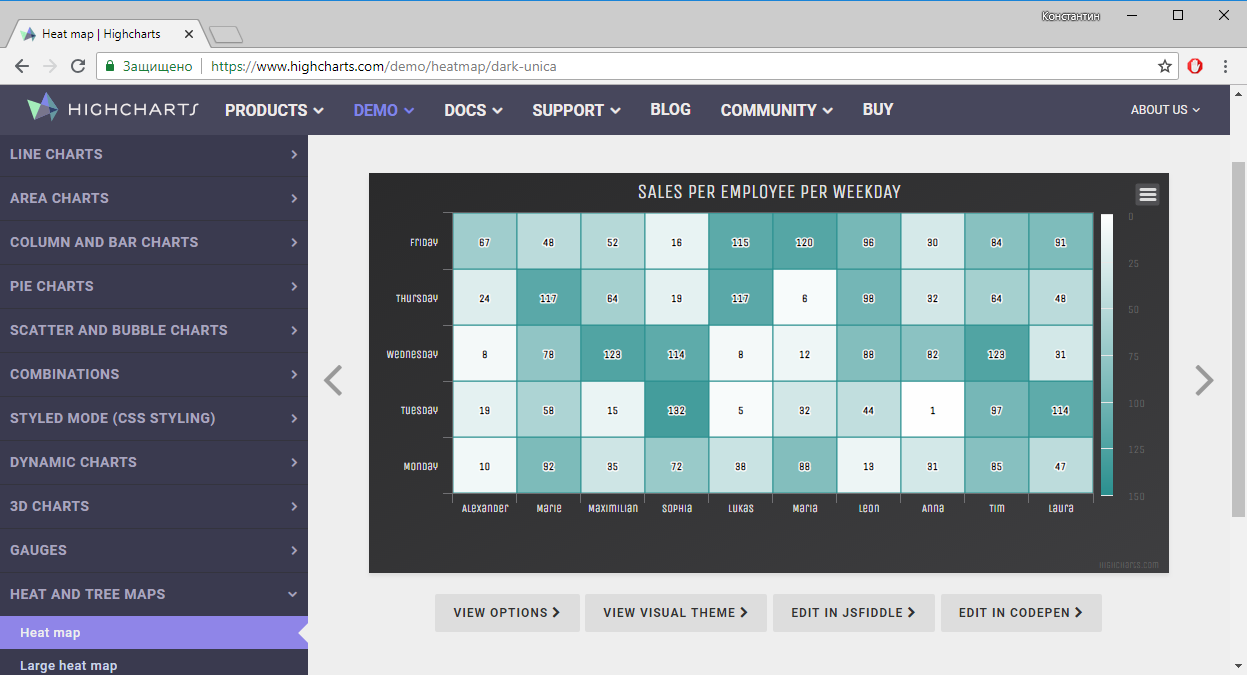 Константин
Heat map | Highcharts
Защищено https://www.highcharts.com/demo/heatmap/dark-unica
HIGHCHARTS PRODUCTS DEMO DOCS SUPPORT BLOG COMMUNITY BUY ABOUT US
LINE CHARTS
AREA CHARTS
COLUMN AND BAR CHARTS
PIE CHARTS
SCATTER AND BUBBLE CHARTS
COMBINATIONS
STYLED MODE (CSS STYLING)
DYNAMIC CHARTS
3D CHARTS
GAUGES
HEAT AND TREE MAPS
Heat map
Large heat map
SALES PER EMPLOYEE PER WEEKDAY
Friday 67 48 52 16 115 120 96 30 84 91
Thursday 24 117 64 19 117 6 98 32 64 48
Wednesday 8 78 123 114 8 12 88 82 123 31
Tuesday 19 58 15 132 5 32 44 1 97 114
Monday 10 92 35 72 38 88 13 31 85 47
Alexander Marie Maximilian Sophia Lukas Maria Leon Anna Tim Laura
0
25
50
75
100
125
150
Highcharts.com
VIEW OPTIONS VIEW VISUAL THEME EDIT IN JSFIDDLE EDIT IN CODEPEN